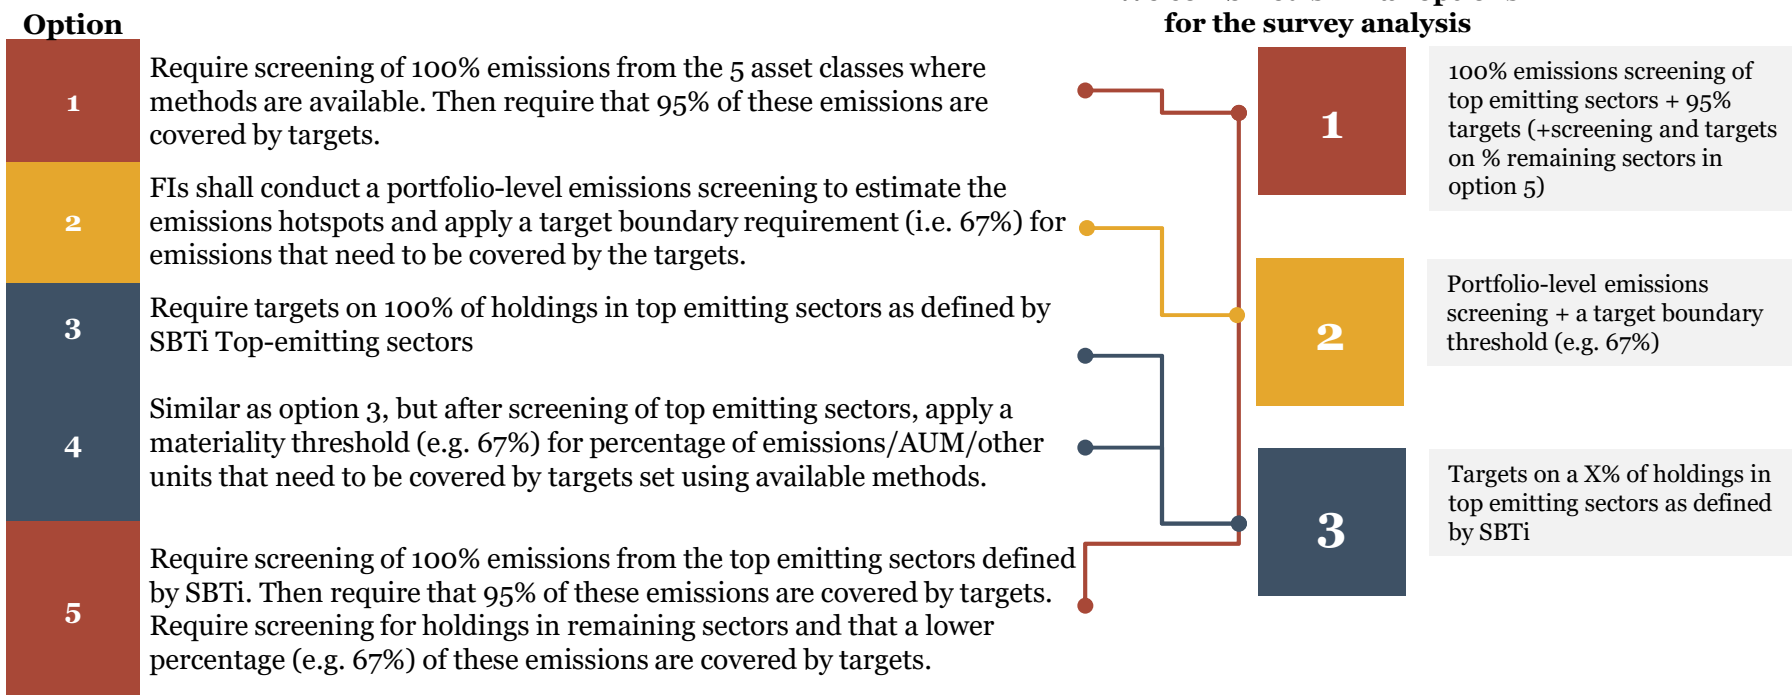 for the survey analysis
Option
1
Require screening of 100% emissions from the 5 asset classes where
methods are available. Then require that 95% of these emissions are
covered by targets.
2
FIs shall conduct a portfolio-level emissions screening to estimate the
emissions hotspots and apply a target boundary requirement (i.e. 67%) for
emissions that need to be covered by the targets.
3
Require targets on 100% of holdings in top emitting sectors as defined by
SBTi Top-emitting sectors
4
Similar as option 3, but after screening of top emitting sectors, apply a
materiality threshold (e.g. 67%) for percentage of emissions/AUM/other
units that need to be covered by targets set using available methods.
5
Require screening of 100% emissions from the top emitting sectors defined
by SBTi. Then require that 95% of these emissions are covered by targets.
Require screening for holdings in remaining sectors and that a lower
percentage (e.g. 67%) of these emissions are covered by targets.
1
100% emissions screening of
top emitting sectors + 95%
targets (+screening and targets
on % remaining sectors in
option 5)
2
Portfolio-level emissions
screening + a target boundary
threshold (e.g. 67%)
3
Targets on a X% of holdings in
top emitting sectors as defined
by SBTi